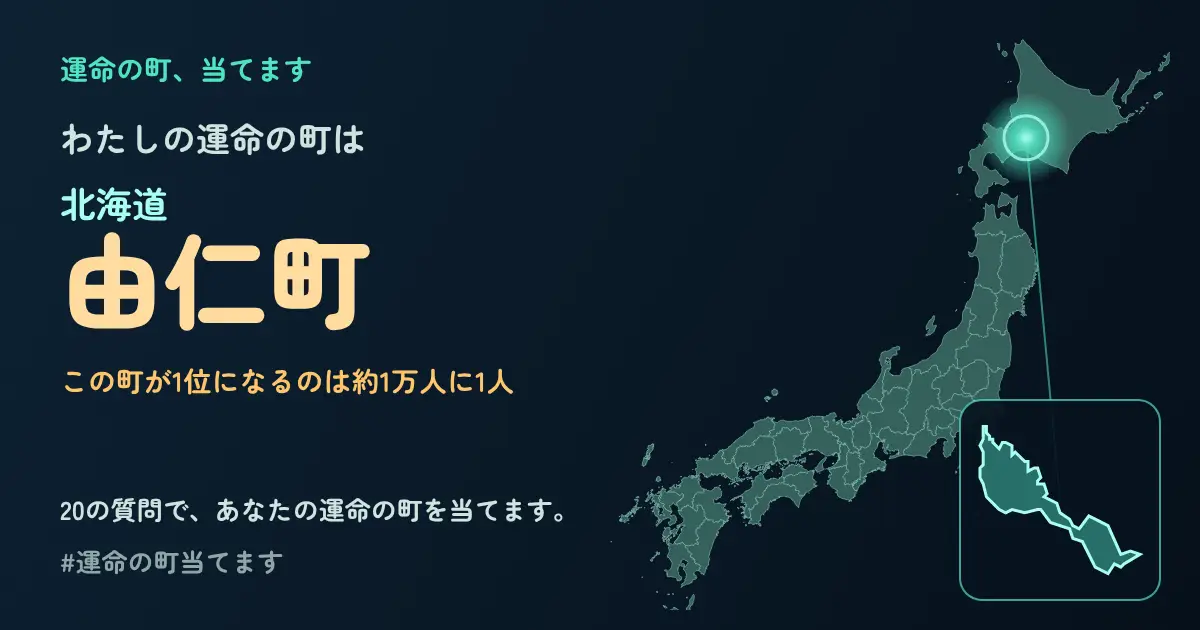 運命の町、当てます
わたしの運命の町は
北海道
由仁町
この町が1位になるのは約1万人に1人
20の質問で、あなたの運命の町を当てます。
#運命の町当てます